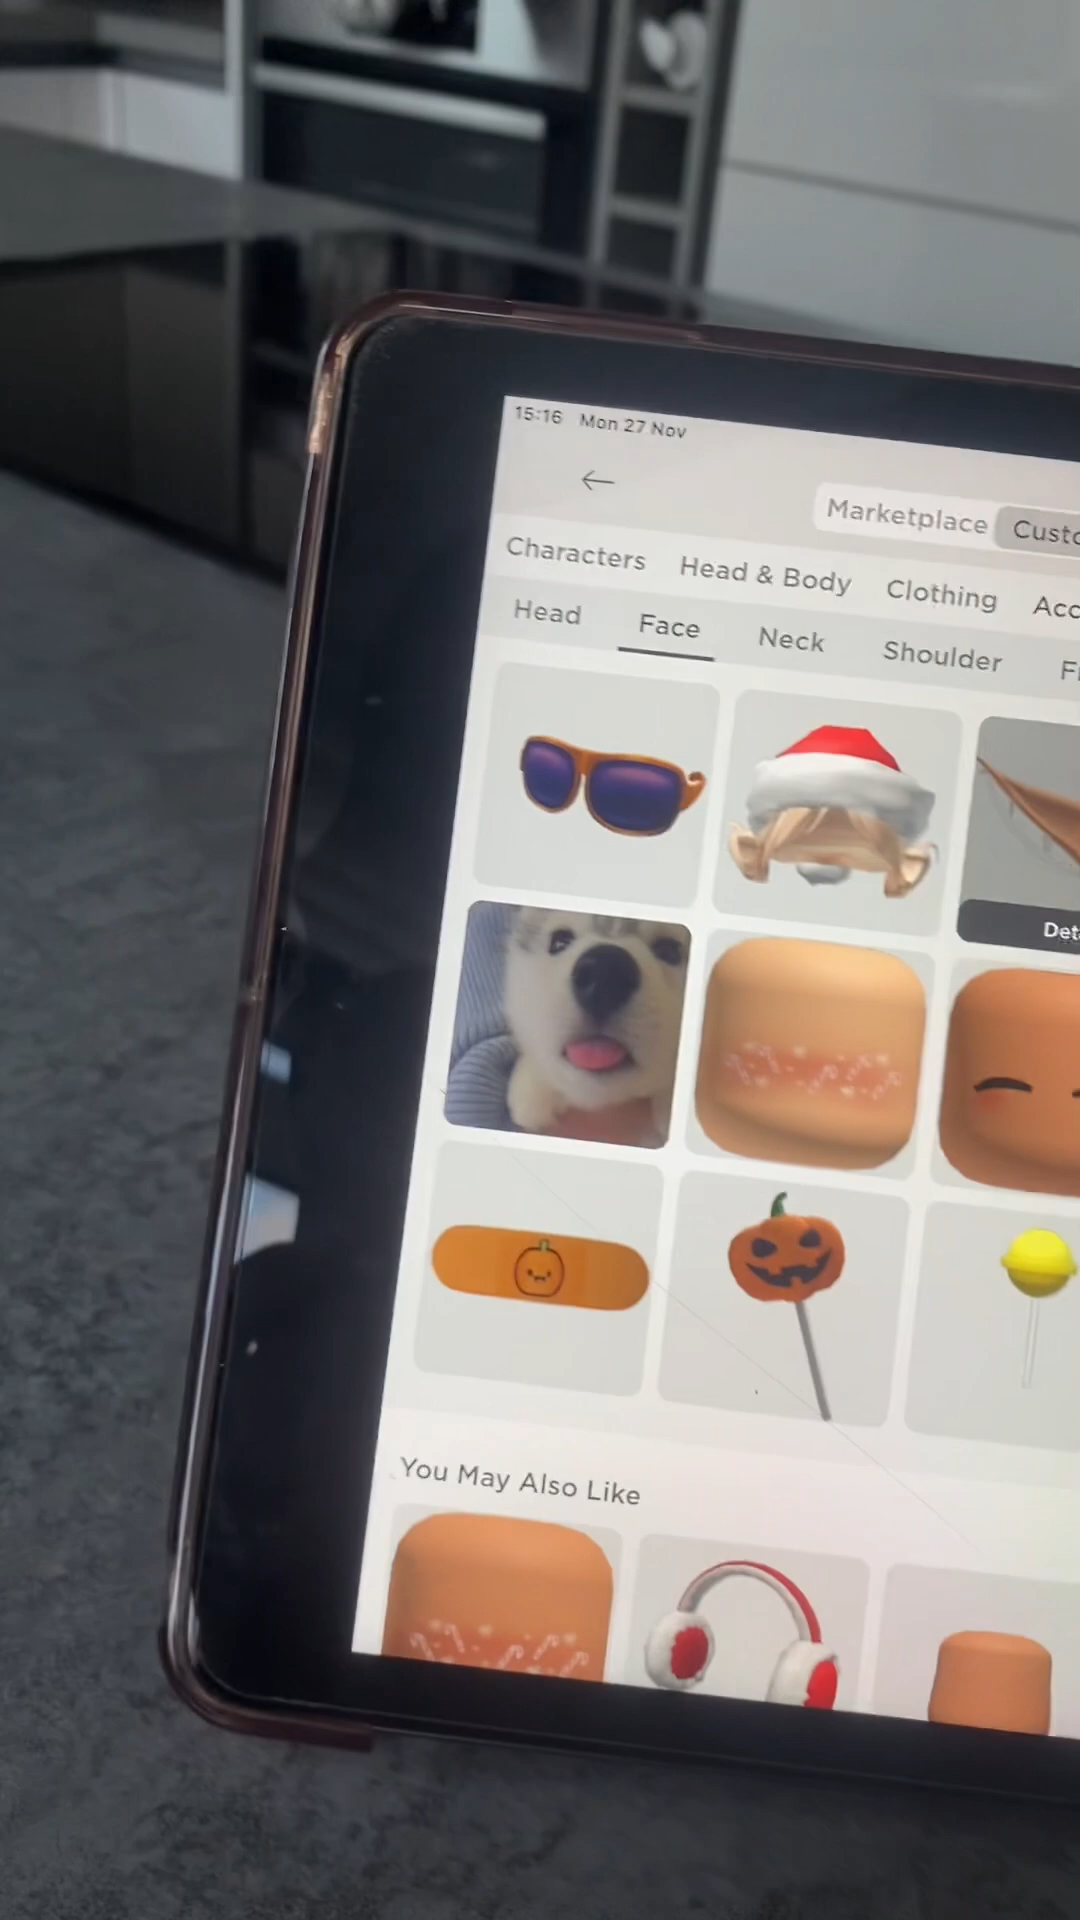 15:16 Mon 27 Nov
Marketplace
Characters Head & Body Clothing
Head Face Neck Shoulder
You May Also Like